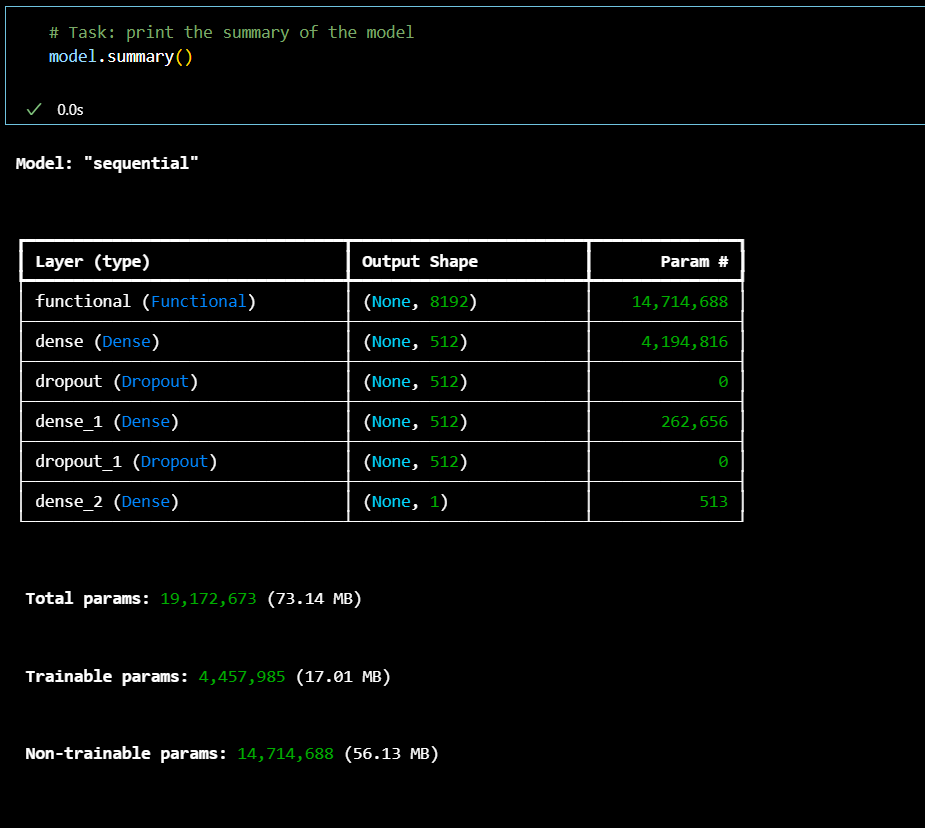 # Task: print the summary of the model
model.summary()
✓ 0.0s
Model: "sequential"
Layer (type) Output Shape Param #
functional (Functional) (None, 8192) 14,714,688
dense (Dense) (None, 512) 4,194,816
dropout (Dropout) (None, 512) 0
dense_1 (Dense) (None, 512) 262,656
dropout_1 (Dropout) (None, 512) 0
dense_2 (Dense) (None, 1) 513
Total params: 19,172,673 (73.14 MB)
Trainable params: 4,457,985 (17.01 MB)
Non-trainable params: 14,714,688 (56.13 MB)